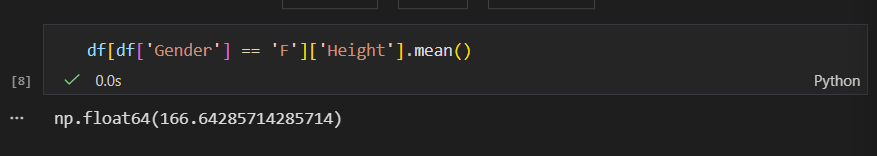 df[df['Gender'] == 'F']['Height'].mean()
[8]
0.0s
Python
np.float64(166.64285714285714)